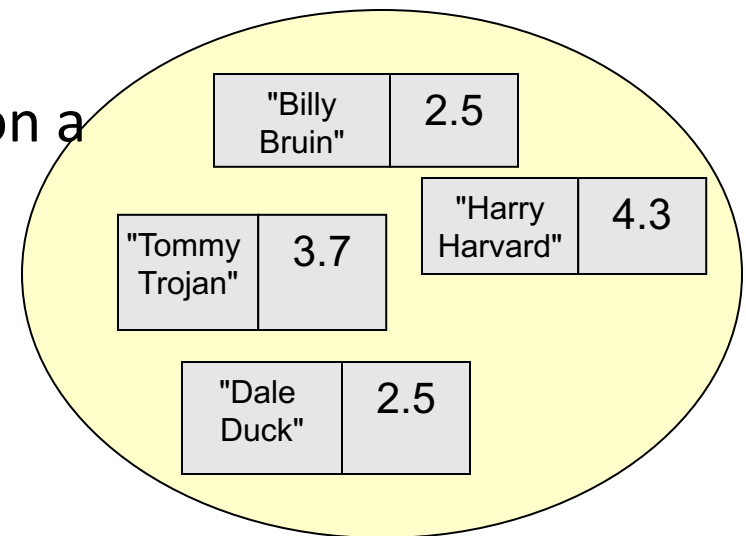 on a
"Billy
Bruin"
2.5
"Harry
Harvard"
4.3
"Tommy
Trojan"
3.7
"Dale
Duck"
2.5